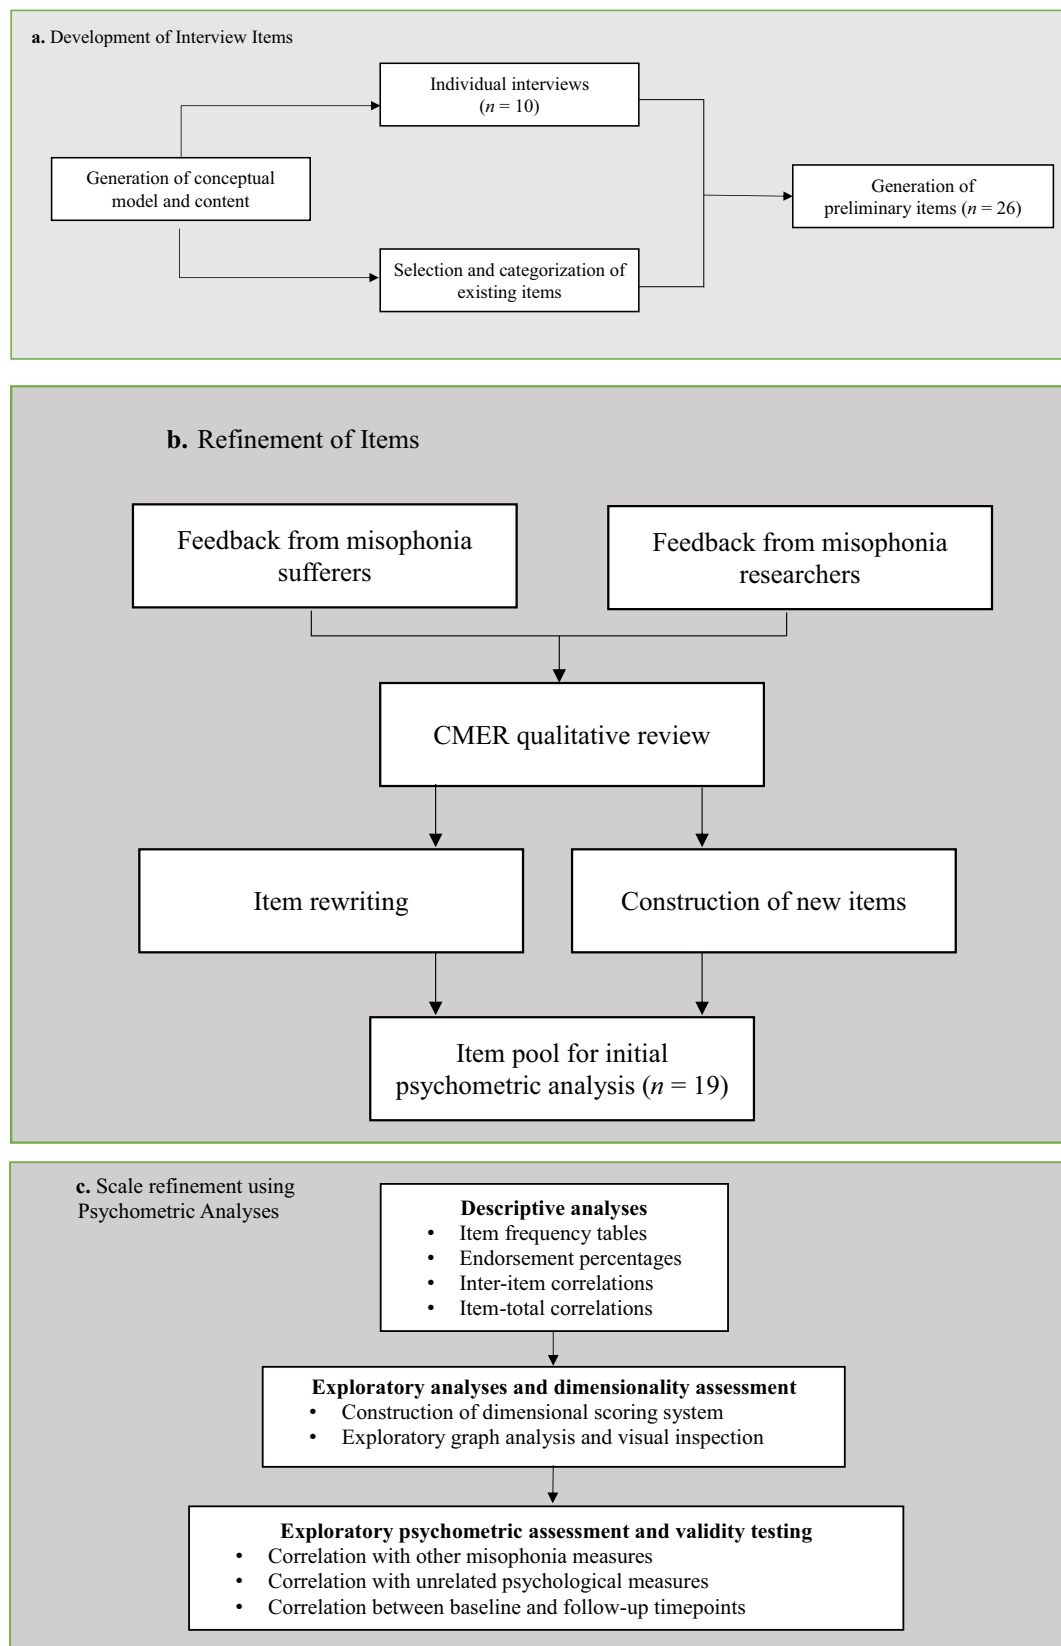 a. Development of Interview Items
Individual interviews
(n = 10)
Generation of conceptual
model and content
Generation of
preliminary items (n = 26)
Selection and categorization of
existing items
b. Refinement of Items
Feedback from misophonia
sufferers
Feedback from misophonia
researchers
CMER qualitative review
Item rewriting
Construction of new items
Item pool for initial
psychometric analysis (n = 19)
c. Scale refinement using
Psychometric Analyses
Descriptive analyses
• Item frequency tables
• Endorsement percentages
• Inter-item correlations
• Item-total correlations
Exploratory analyses and dimensionality assessment
• Construction of dimensional scoring system
• Exploratory graph analysis and visual inspection
Exploratory psychometric assessment and validity testing
• Correlation with other misophonia measures
• Correlation with unrelated psychological measures
• Correlation between baseline and follow-up timepoints